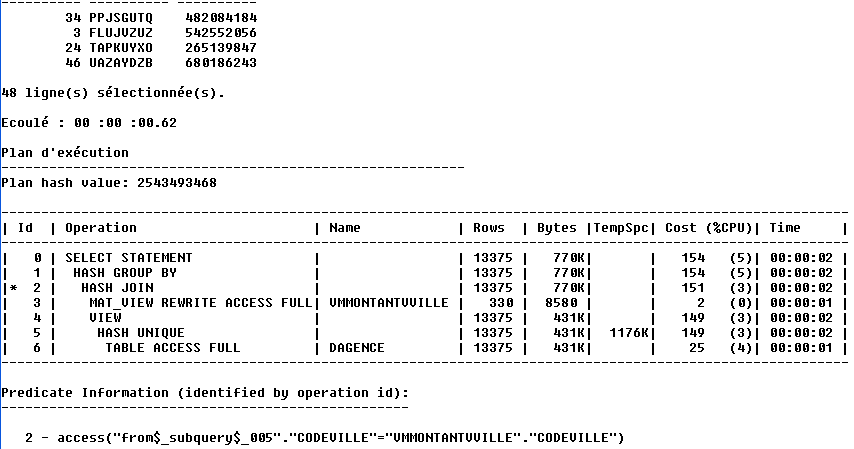 ---------- ---------- ----------
        34 PPJSGUTQ    482084184
         3 FLUJVZUZ    542552056
        24 TAPKUYXO    265139847
        46 UAZAYDZB    680186243

48 ligne(s) sélectionnée(s).

Ecoulé : 00 :00 :00.62

Plan d'exécution
----------------------------------------------------------
Plan hash value: 2543493468

---------------------------------------------------------------------------------------------------------
| Id  | Operation                      | Name            | Rows  | Bytes |TempSpc| Cost (%CPU)| Time     |
---------------------------------------------------------------------------------------------------------
|   0 | SELECT STATEMENT               |                 | 13375 |   770K|       |   154   (5)| 00:00:02 |
|   1 |  HASH GROUP BY                 |                 | 13375 |   770K|       |   154   (5)| 00:00:02 |
|*  2 |   HASH JOIN                    |                 | 13375 |   770K|       |   151   (3)| 00:00:02 |
|   3 |    MAT_VIEW REWRITE ACCESS FULL| VMMONTANTVVILLE |   330 |  8580 |       |     2   (0)| 00:00:01 |
|   4 |    VIEW                        |                 | 13375 |   431K|       |   149   (3)| 00:00:02 |
|   5 |     HASH UNIQUE                |                 | 13375 |   431K|  1176K|   149   (3)| 00:00:02 |
|   6 |      TABLE ACCESS FULL         | DAGENCE         | 13375 |   431K|       |    25   (4)| 00:00:01 |
---------------------------------------------------------------------------------------------------------

Predicate Information (identified by operation id):
---------------------------------------------------

   2 - access("from$_subquery$_005"."CODEVILLE"="VMMONTANTVVILLE"."CODEVILLE")